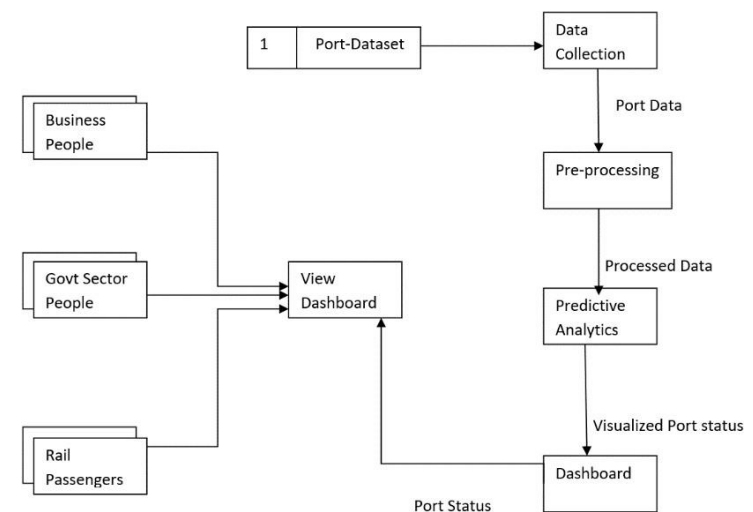 1 Port-Dataset
Data
Collection
Port Data
Business
People
Pre-processing
Govt Sector
People
View
Dashboard
Processed Data
Predictive
Analytics
Visualized Port status
Rail
Passengers
Dashboard
Port Status